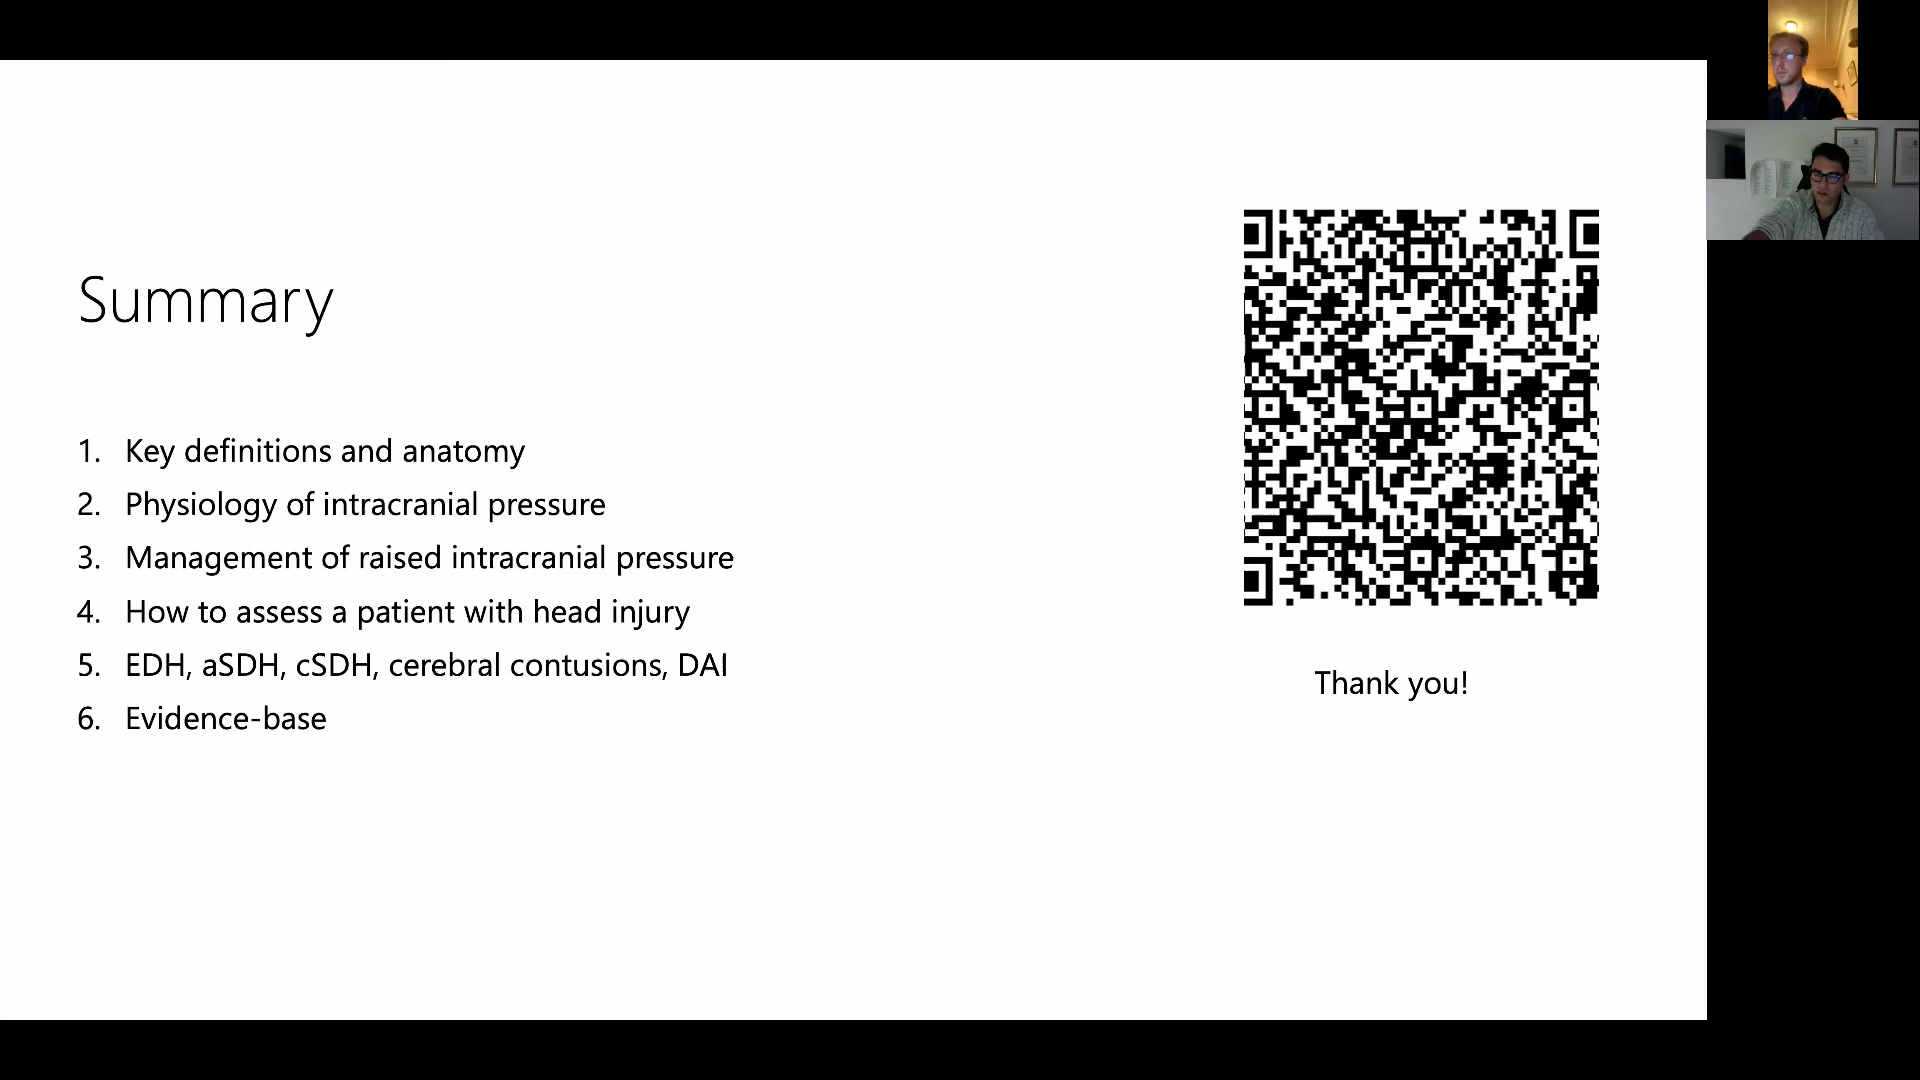 Summary
1. Key definitions and anatomy
2. Physiology of intracranial pressure
3. Management of raised intracranial pressure
4. How to assess a patient with head injury
5. EDH, aSDH, cSDH, cerebral contusions, DAI
6. Evidence-base
Thank you!